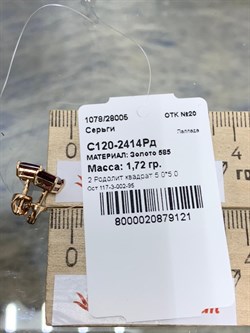 1078/28005 ОТК №20
Серьги Паллада
С120-2414Рд
МАТЕРИАЛ: Золото 585
Масса: 1,72 гр.
2 Родолит квадрат 5.0*5.0
Ост 117-3-002-95
8000020879121